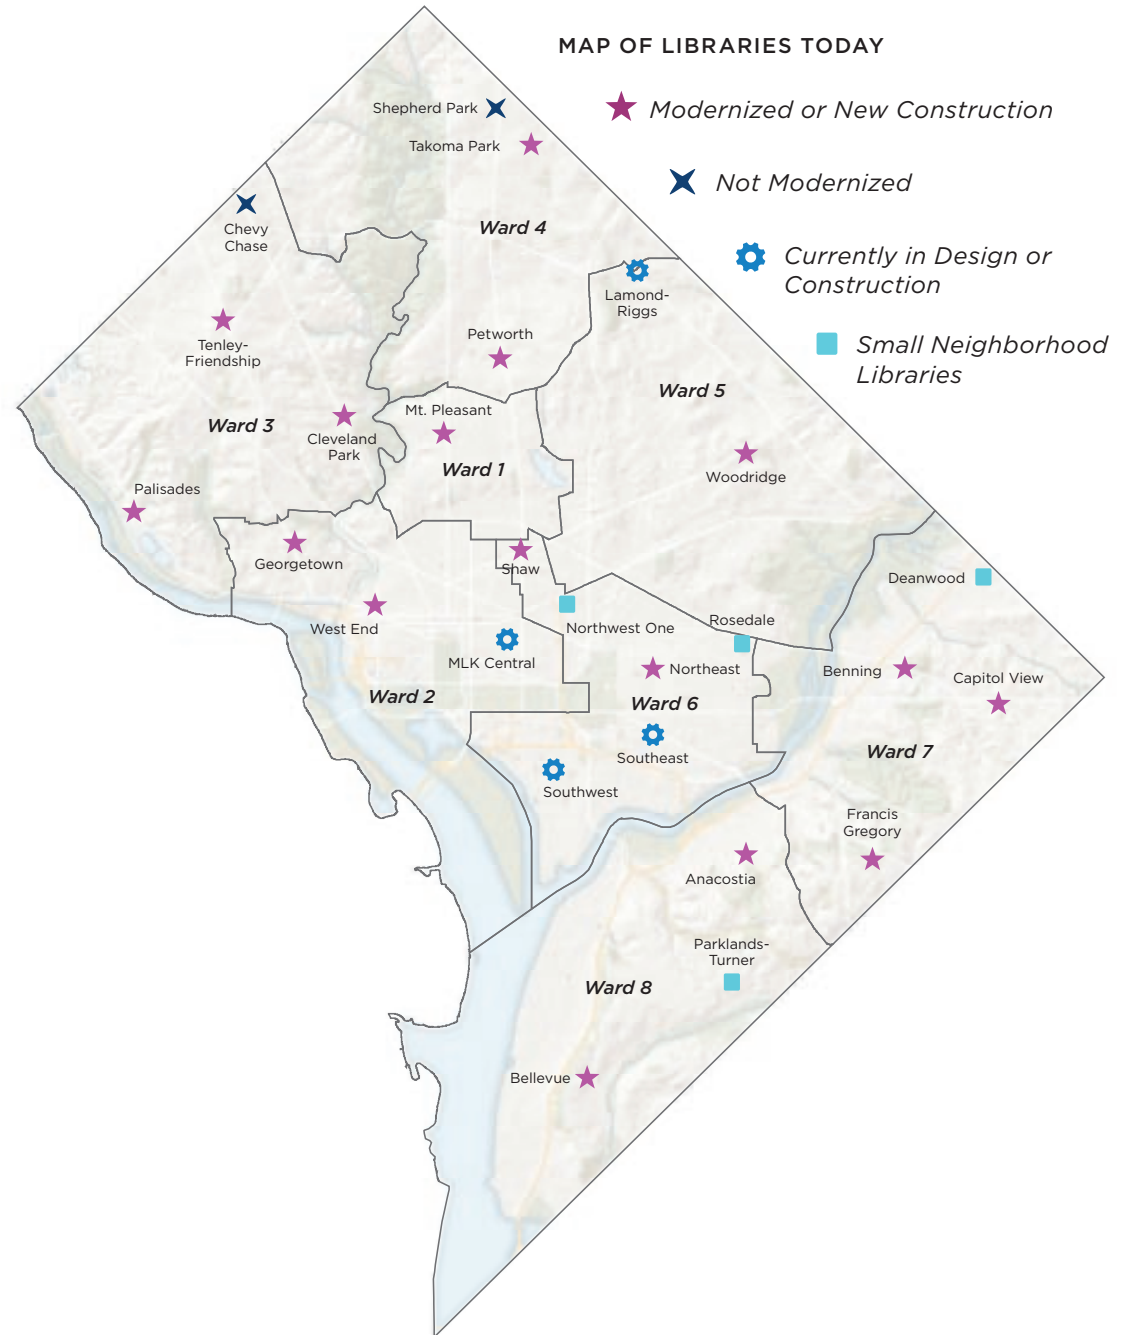 MAP OF LIBRARIES TODAY
Modernized or New Construction
Not Modernized
Currently in Design or
Construction
Small Neighborhood
Libraries
Shepherd Park
Takoma Park
Chevy
Chase
Ward 4
Lamond-
Riggs
Tenley-
Friendship
Petworth
Ward 5
Mt. Pleasant
Ward 3
Cleveland
Park
Ward 1
Woodridge
Palisades
Georgetown
Shaw
Deanwood
West End
Northwest One
Rosedale
MLK Central
Northeast
Benning
Capitol View
Ward 2
Ward 6
Southeast
Ward 7
Southwest
Francis
Gregory
Anacostia
Parklands-
Turner
Ward 8
Bellevue